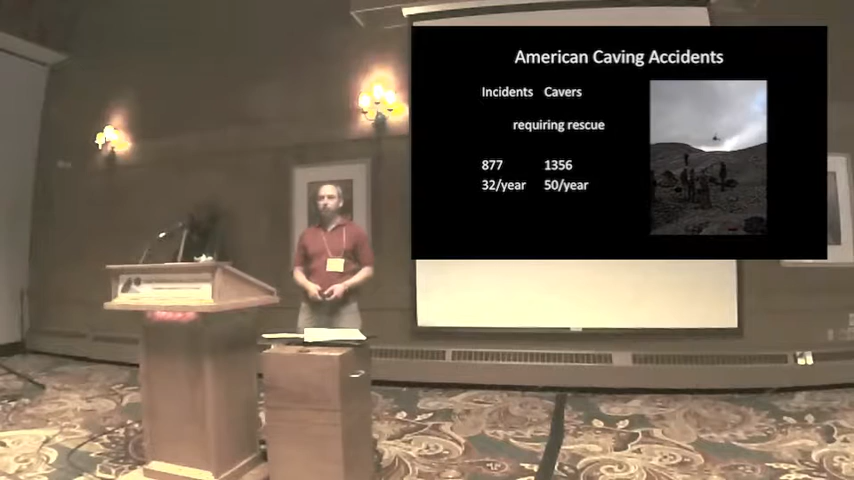 American Caving Accidents
Incidents Cavers
requiring rescue
877 1356
32/year 50/year